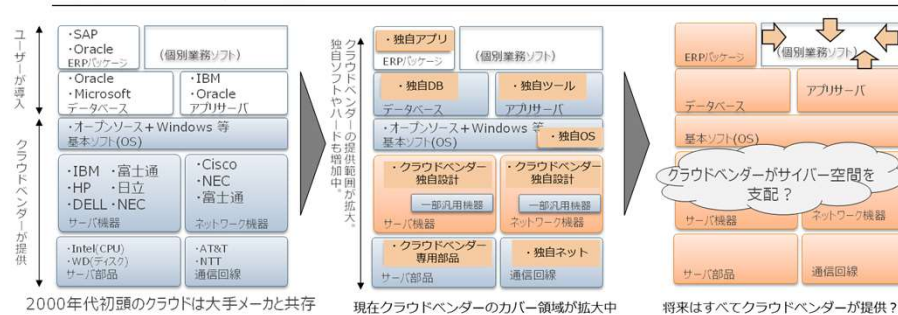 ユーザーが導入
クラウドベンダーが提供
・SAP
・Oracle
ERPパッケージ
(個別業務ソフト)
・Oracle
・Microsoft
データベース
・IBM
・Oracle
アプリサーバ
・オープンソース+Windows 等
基本ソフト(OS)
・IBM ・富士通
・HP ・日立
・DELL・NEC
サーバ機器
・Cisco
・NEC
・富士通
ネットワーク機器
・Intel(CPU)
・WD(ディスク)
サーバ部品
・AT&T
・NTT
通信回線
2000年代初頭のクラウドは大手メーカと共存
クラウドベンダーの提供範囲が拡大。
独自ソフトやハードも増加中。
・独自アプリ
ERPパッケージ
(個別業務ソフト)
・独自DB
データベース
・独自ツール
アプリサーバ
・オープンソース+Windows 等
基本ソフト(OS)
・独自OS
・クラウドベンダー
独自設計
一部汎用機器
サーバ機器
・クラウドベンダー
独自設計
一部汎用機器
ネットワーク機器
・クラウドベンダー
専用部品
サーバ部品
・独自ネット
通信回線
現在クラウドベンダーのカバー領域が拡大中
ERPパッケージ
(個別業務ソフト)
データベース
アプリサーバ
基本ソフト(OS)
クラウドベンダーがサイバー空間を
支配？
サーバ機器
ネットワーク機器
サーバ部品
通信回線
将来はすべてクラウドベンダーが提供？